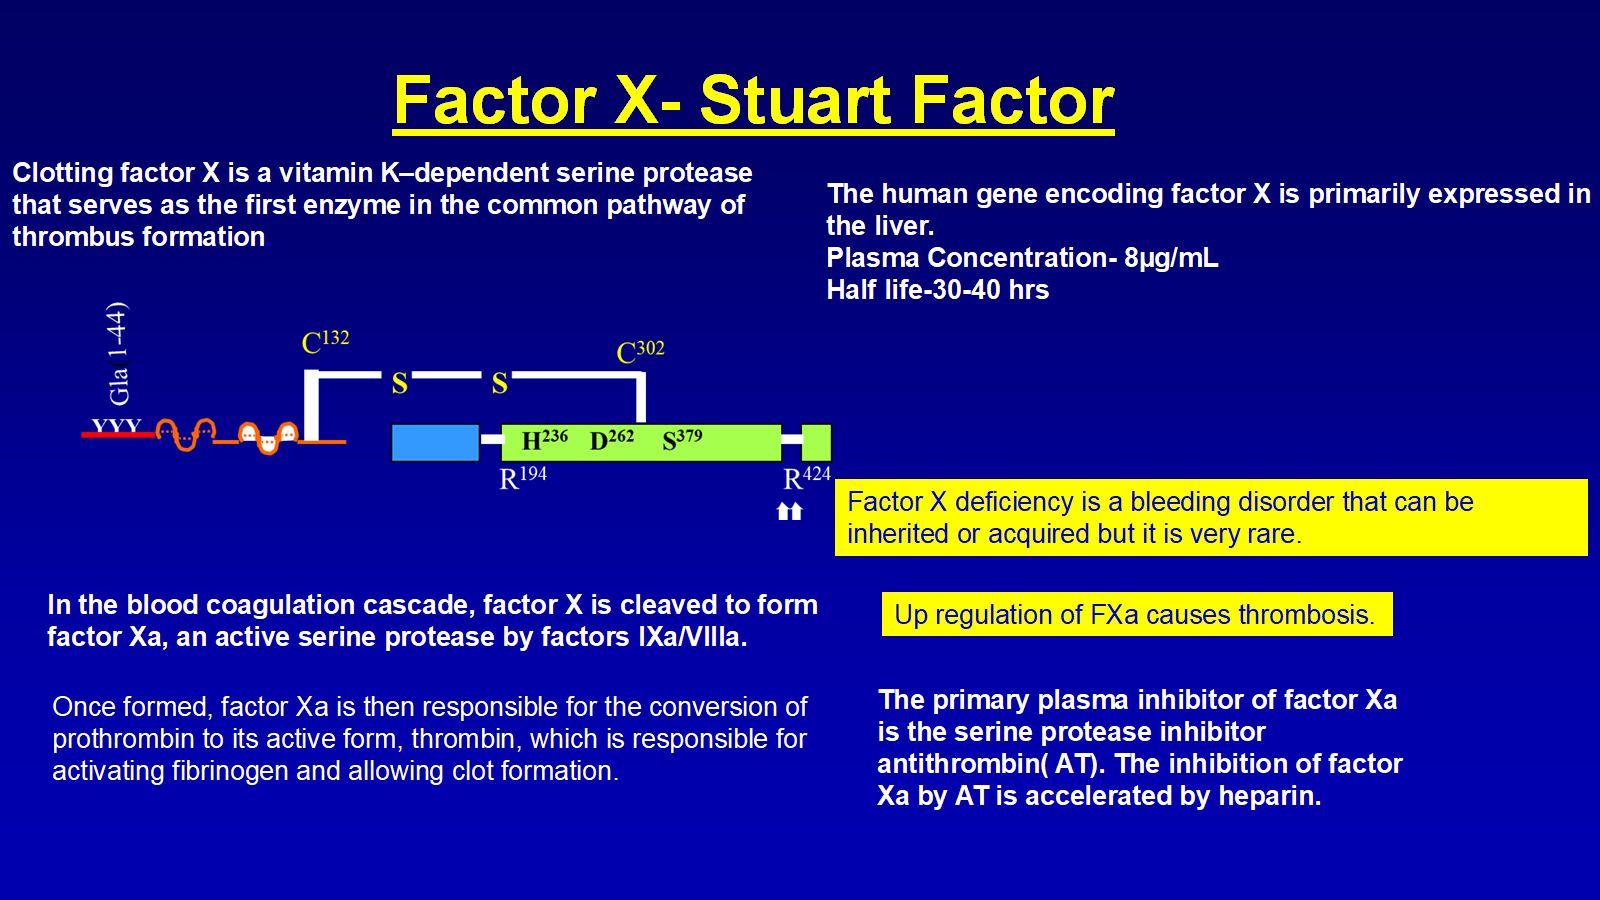 Factor X- Stuart Factor
Clotting factor X is a vitamin K–dependent serine protease
that serves as the first enzyme in the common pathway of
thrombus formation
The human gene encoding factor X is primarily expressed in
the liver.
Plasma Concentration- 8µg/mL
Half life-30-40 hrs
Gla 1-44)
C132
C302
S S
YYY
H236 D262 S379
R194 R424
Factor X deficiency is a bleeding disorder that can be
inherited or acquired but it is very rare.
In the blood coagulation cascade, factor X is cleaved to form
factor Xa, an active serine protease by factors IXa/VIIIa.
Up regulation of FXa causes thrombosis.
Once formed, factor Xa is then responsible for the conversion of
prothrombin to its active form, thrombin, which is responsible for
activating fibrinogen and allowing clot formation.
The primary plasma inhibitor of factor Xa
is the serine protease inhibitor
antithrombin( AT). The inhibition of factor
Xa by AT is accelerated by heparin.